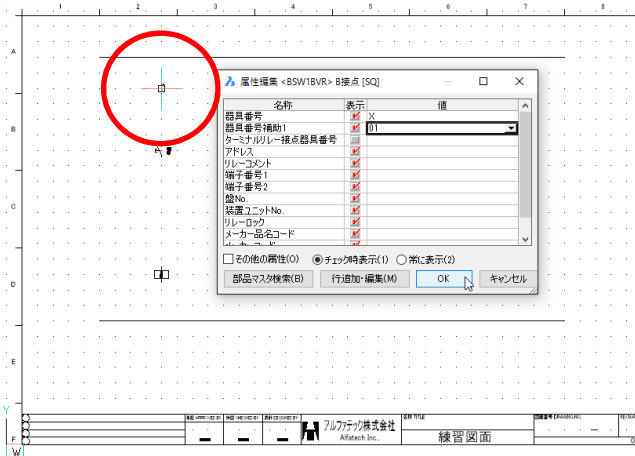 1 2 3 4 5 6 7 8
A
属性編集 <BSW1BVR> B接点 [SQ]
名称 表示 値
器具番号 X
B
器具番号補助1 01
ターミナルリレー接点器具番号
アドレス
リレーコメント
端子番号1
端子番号2
盤No.
C
装置ユニットNo.
リレーロック
メーカー品名コード
その他の属性(O) チェック時表示(1) 常に表示(2)
部品マスタ検索(B) 行追加・編集(M) OK キャンセル
D
E
Y
アルファテック株式会社
Alfatech Inc.
名称 TITLE
練習図面
F
W